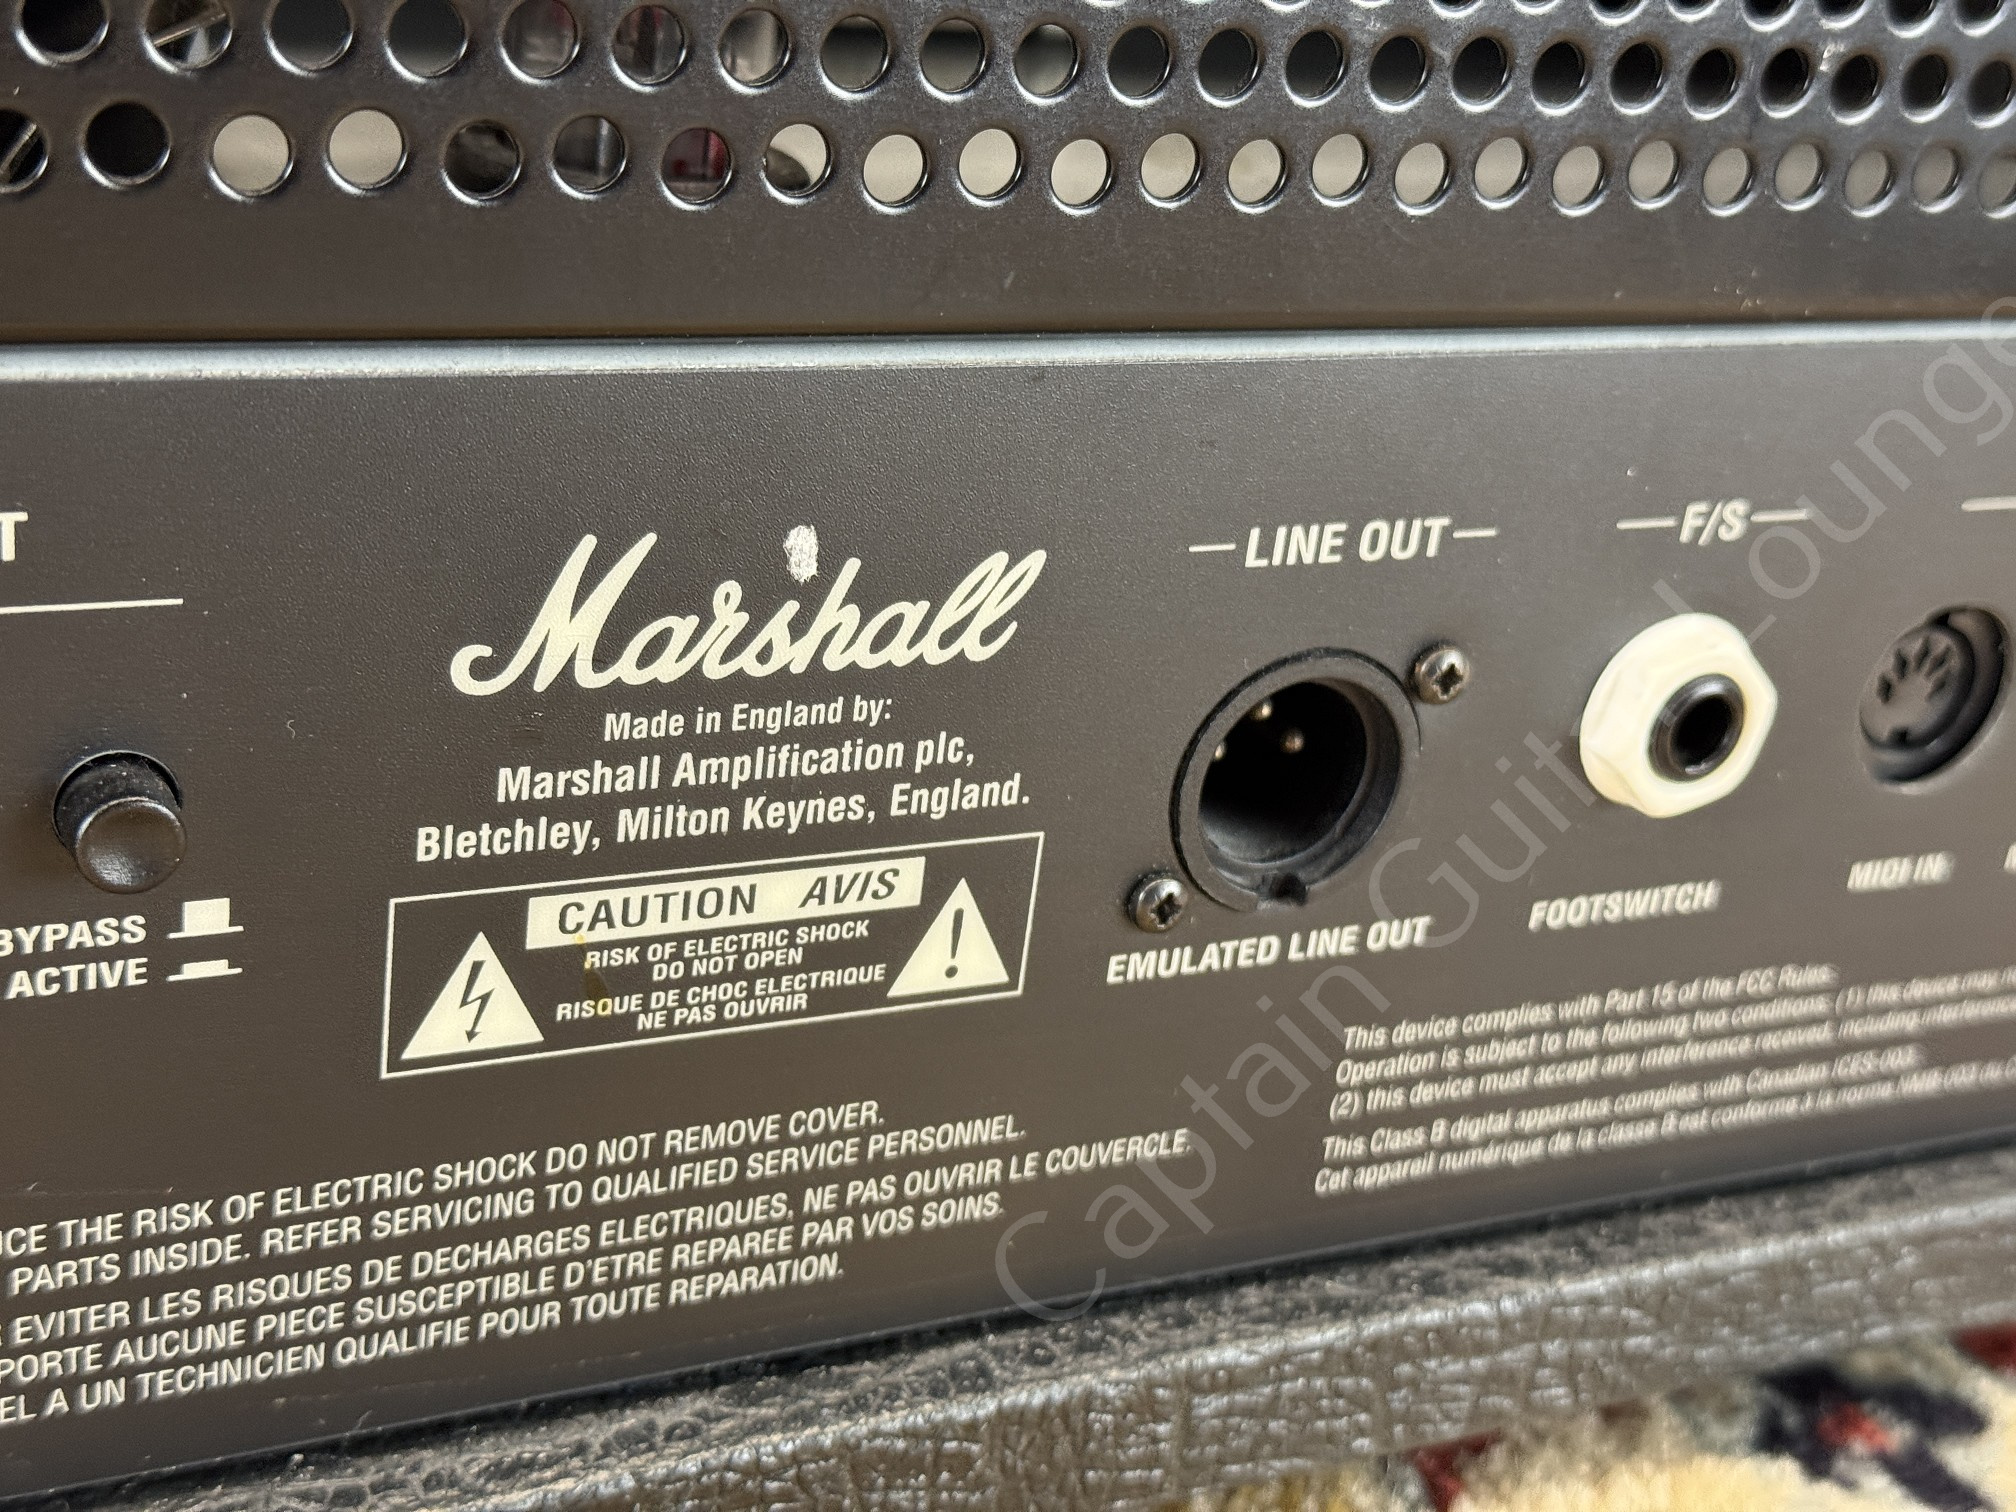 T
BYPASS
ACTIVE
Marshall
Made in England by:
Marshall Amplification plc,
Bletchley, Milton Keynes, England.
CAUTION AVIS
RISK OF ELECTRIC SHOCK
DO NOT OPEN
RISQUE DE CHOC ELECTRIQUE
NE PAS OUVRIR
LINE OUT
EMULATED LINE OUT
F/S
FOOTSWITCH
MIDI IN
UCE THE RISK OF ELECTRIC SHOCK DO NOT REMOVE COVER.
PARTS INSIDE. REFER SERVICING TO QUALIFIED SERVICE PERSONNEL.
R EVITER LES RISQUES DE DECHARGES ELECTRIQUES, NE PAS OUVRIR LE COUVERCLE.
PORTE AUCUNE PIECE SUSCEPTIBLE D'ETRE REPAREE PAR VOS SOINS.
EL A UN TECHNICIEN QUALIFIE POUR TOUTE REPARATION.
This device complies with Part 15 of the FCC Rules.
Operation is subject to the following two conditions: (1) this device may
(2) this device must accept any interference received, including interference
This Class B digital apparatus complies with Canadian ICES-003.
Cet appareil numérique de la classe B est conforme à la norme NMB-003
Captain Guitar Lounge